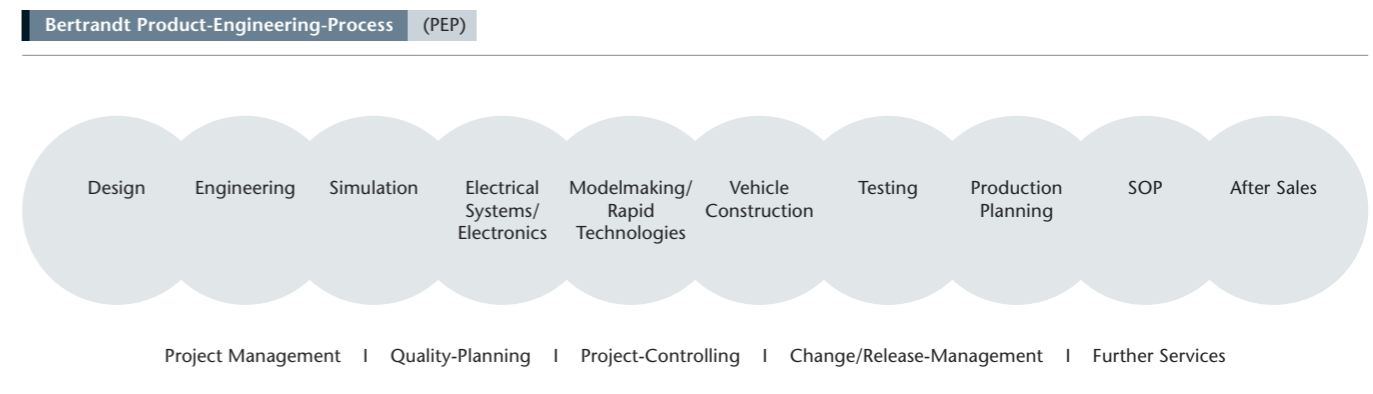 Bertrandt Product-Engineering-Process (PEP)
Design Engineering Simulation Electrical Modelmaking/ Vehicle Testing Production SOP After Sales
Systems/ Rapid Construction Planning
Electronics Technologies
Project Management I Quality-Planning I Project-Controlling I Change/Release-Management I Further Services